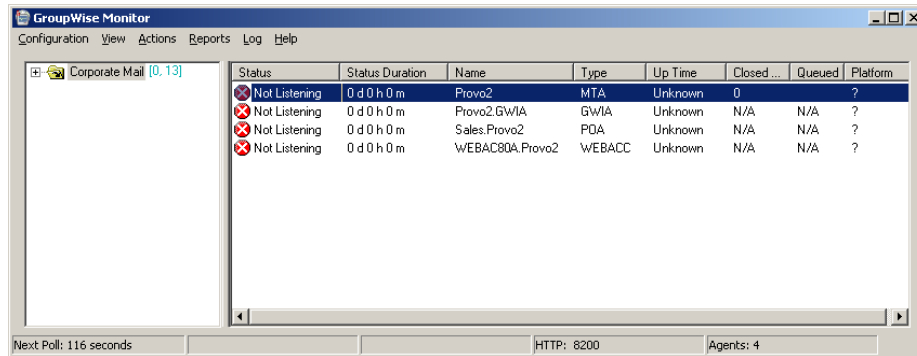 GroupWise Monitor
Configuration View Actions Reports Log Help
Corporate Mail [0, 13]
Status Status Duration Name Type Up Time Closed ... Queued Platform
Not Listening 0 d 0 h 0 m Provo2 MTA Unknown 0 ?
Not Listening 0 d 0 h 0 m Provo2.GWIA GWIA Unknown N/A N/A ?
Not Listening 0 d 0 h 0 m Sales.Provo2 POA Unknown N/A N/A ?
Not Listening 0 d 0 h 0 m WEBAC80A.Provo2 WEBACC Unknown N/A N/A ?
Next Poll: 116 seconds HTTP: 8200 Agents: 4